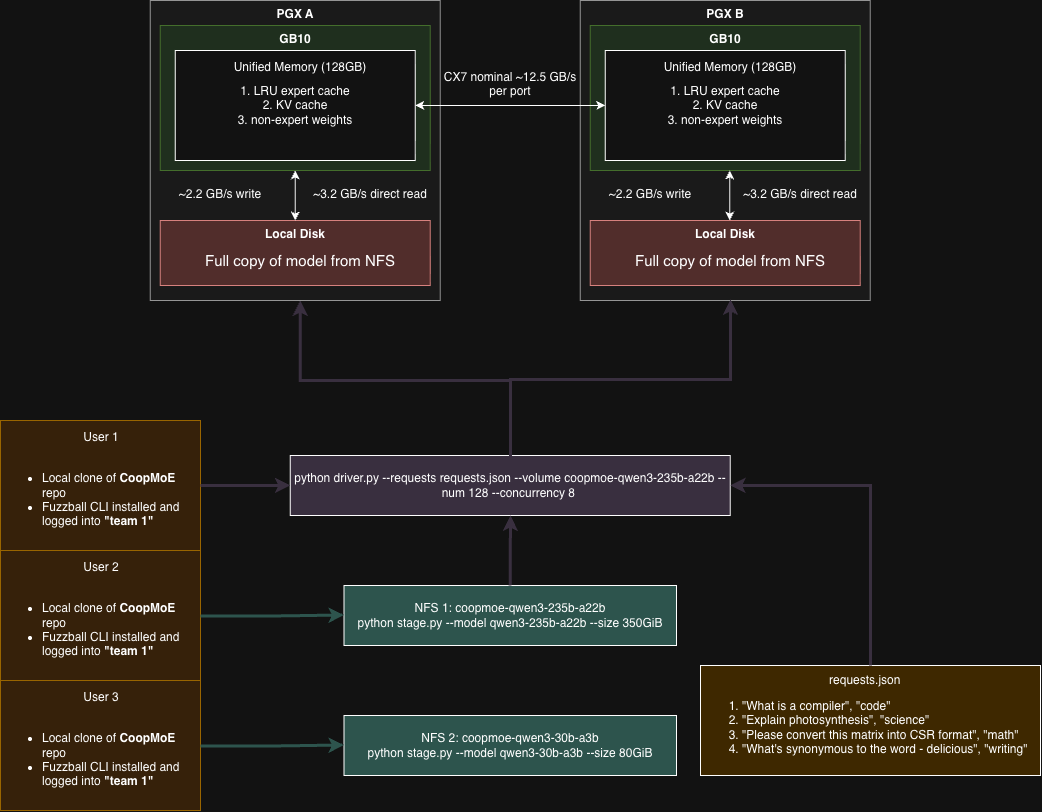 PGX A
GB10
Unified Memory (128GB)
1. LRU expert cache
2. KV cache
3. non-expert weights
~2.2 GB/s write
~3.2 GB/s direct read
Local Disk
Full copy of model from NFS
CX7 nominal ~12.5 GB/s
per port
PGX B
GB10
Unified Memory (128GB)
1. LRU expert cache
2. KV cache
3. non-expert weights
~2.2 GB/s write
~3.2 GB/s direct read
Local Disk
Full copy of model from NFS
User 1
• Local clone of CoopMoE
repo
• Fuzzball CLI installed and
logged into "team 1"
python driver.py --requests requests.json --volume coopmoe-qwen3-235b-a22b --
num 128 --concurrency 8
User 2
• Local clone of CoopMoE
repo
• Fuzzball CLI installed and
logged into "team 1"
NFS 1: coopmoe-qwen3-235b-a22b
python stage.py --model qwen3-235b-a22b --size 350GiB
User 3
• Local clone of CoopMoE
repo
• Fuzzball CLI installed and
logged into "team 1"
NFS 2: coopmoe-qwen3-30b-a3b
python stage.py --model qwen3-30b-a3b --size 80GiB
requests.json
1. "What is a compiler", "code"
2. "Explain photosynthesis", "science"
3. "Please convert this matrix into CSR format", "math"
4. "What's synonymous to the word - delicious", "writing"